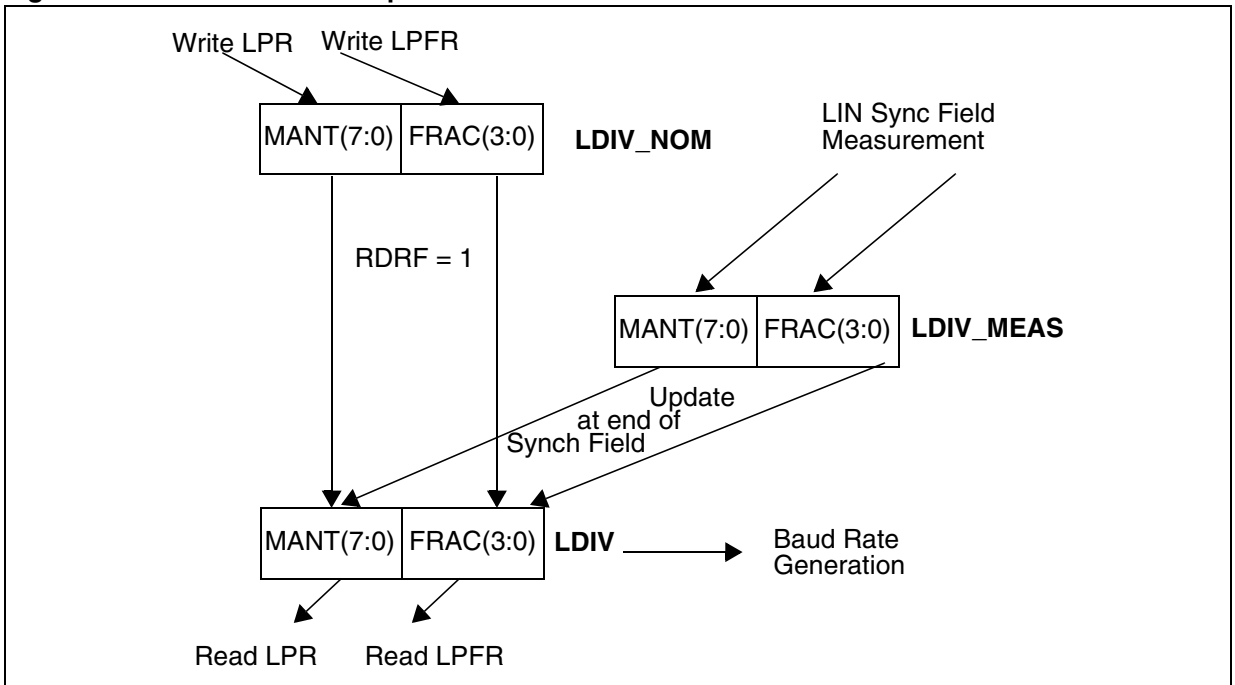 Write LPR
Write LPFR
MANT(7:0)
FRAC(3:0)
LDIV_NOM
LIN Sync Field
Measurement
RDRF = 1
MANT(7:0)
FRAC(3:0)
LDIV_MEAS
Update
at end of
Synch Field
MANT(7:0)
FRAC(3:0)
LDIV
Baud Rate
Generation
Read LPR
Read LPFR